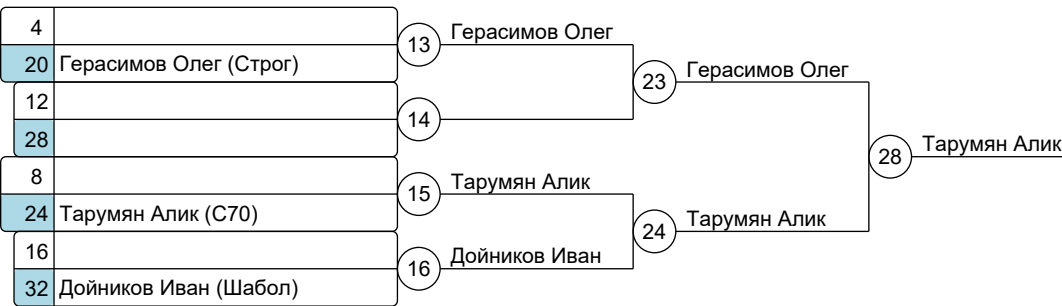 4
20 Герасимов Олег (Строг)
12
28
8
24 Тарумян Алик (С70)
16
32 Дойников Иван (Шабол)
13 Герасимов Олег
14
15 Тарумян Алик
16 Дойников Иван
23 Герасимов Олег
24 Тарумян Алик
28 Тарумян Алик